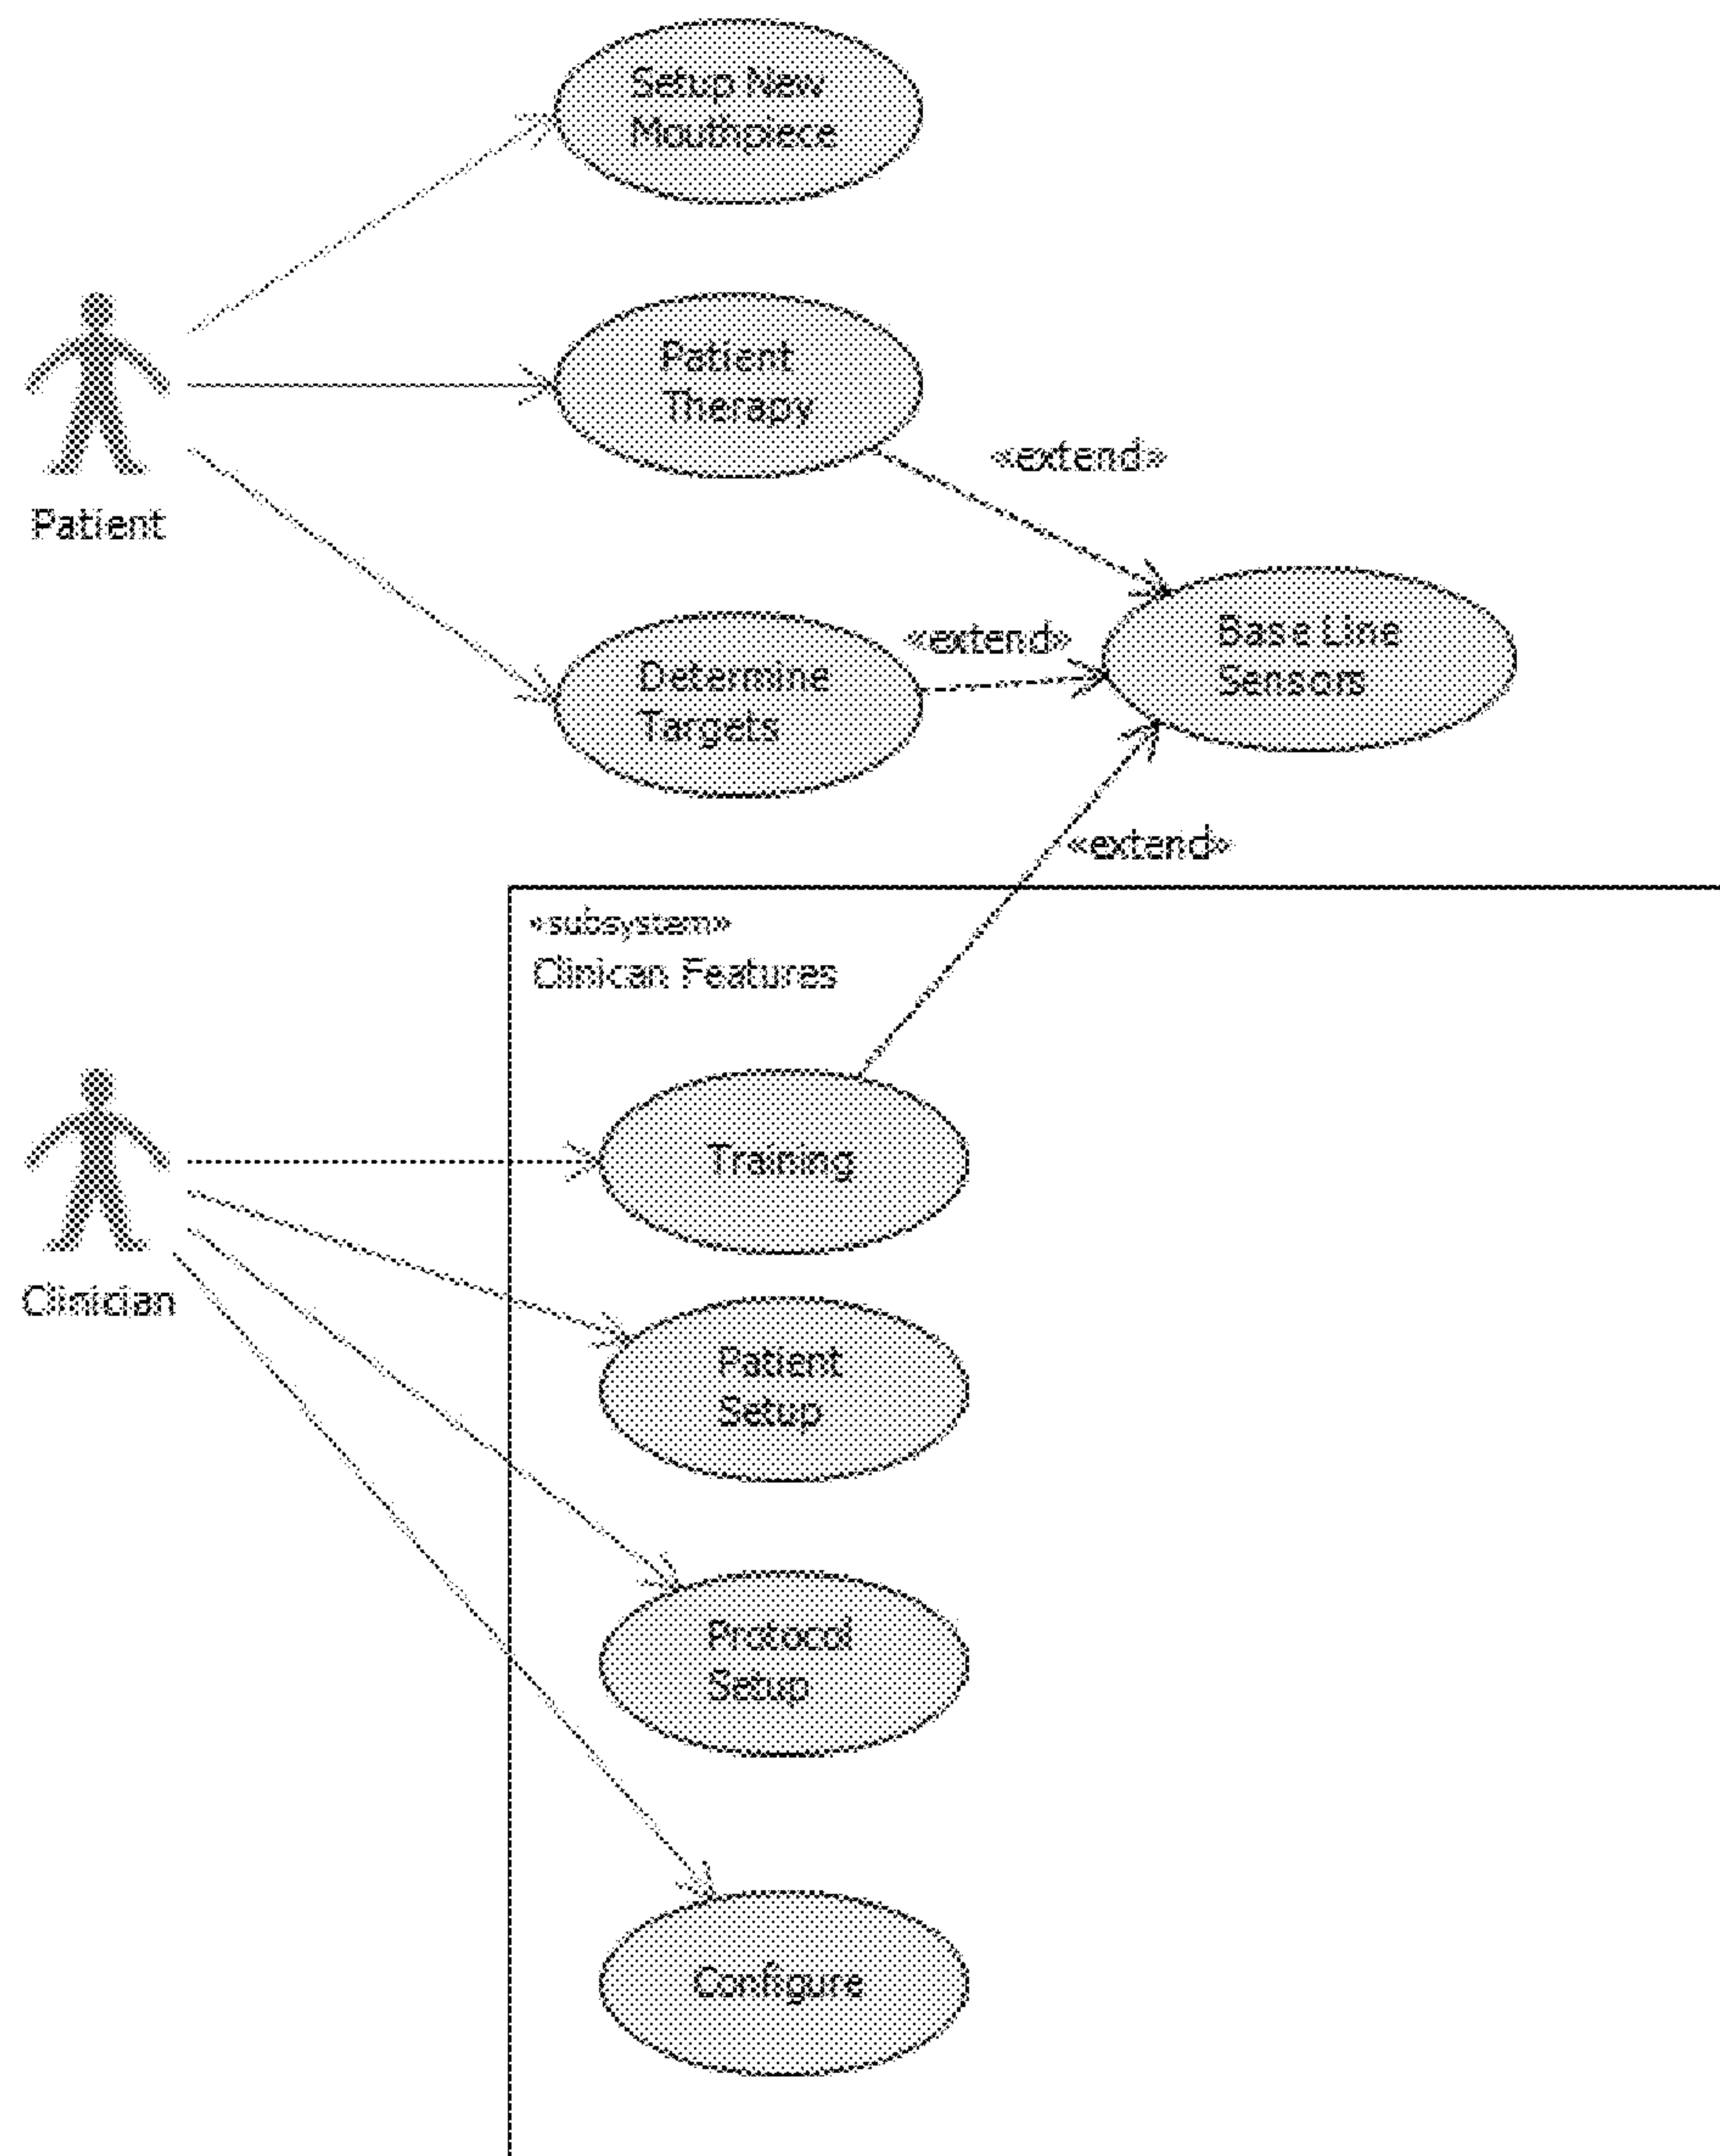 Setup New
Mouthpiece
Patient
Therapy
«extend»
Patient
«extend»
Base Line
Sensors
Determine
Targets
«extend»
«subsystem»
Clinican Features
Training
Clinician
Patient
Setup
Protocol
Setup
Configure